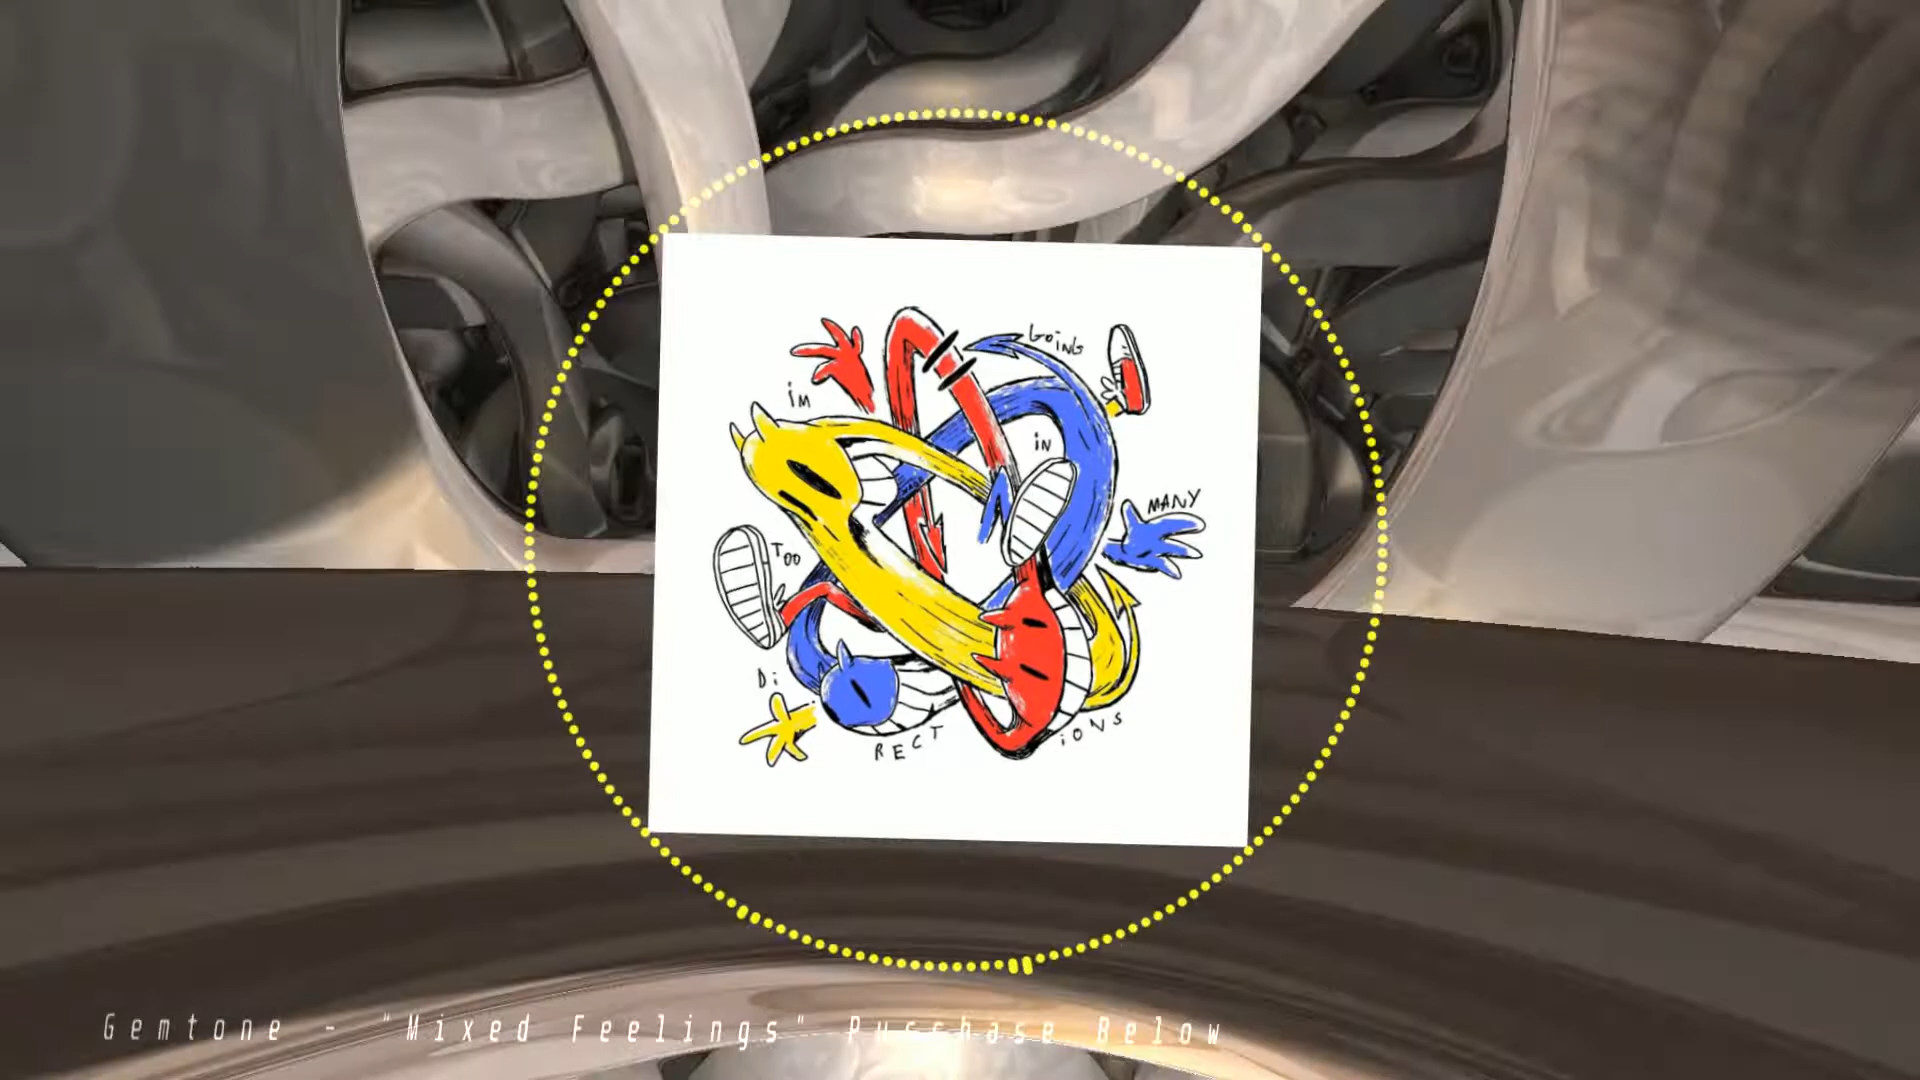 iM
GOiNG
iN
MANY
TOO
Di
RECT
iONS
Gemtone - "Mixed Feelings" Purchase Below